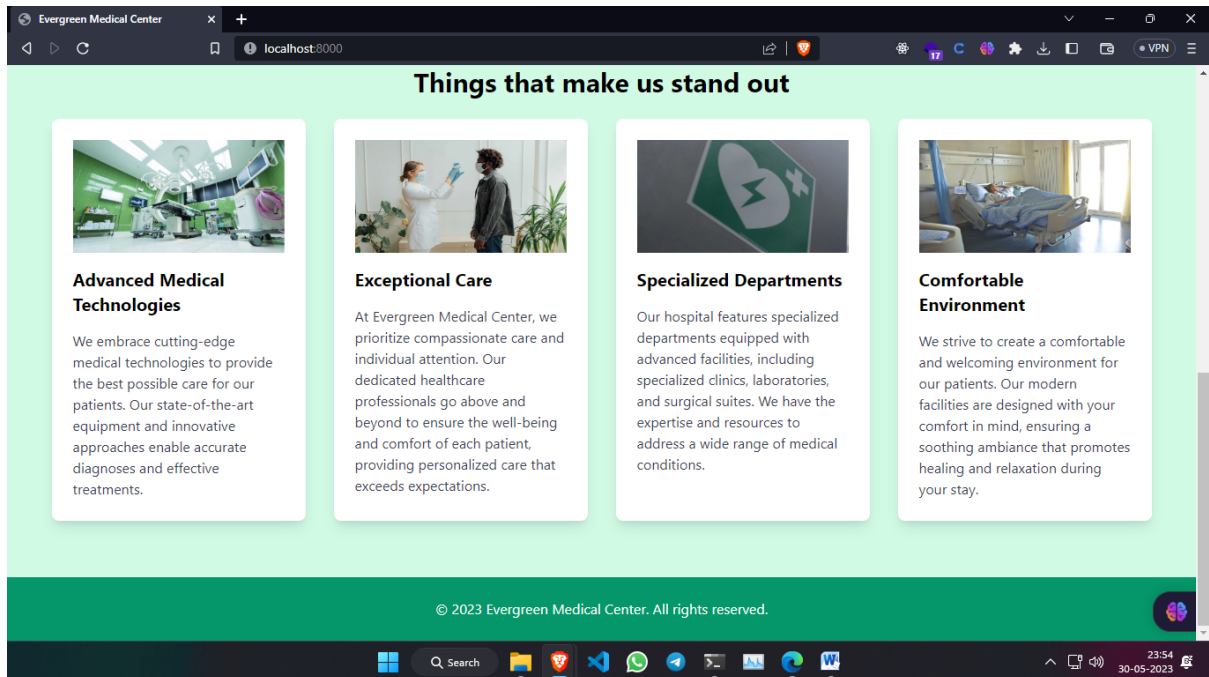 Evergreen Medical Center
localhost:8000
17
VPN
Things that make us stand out
Advanced Medical
Technologies
We embrace cutting-edge
medical technologies to provide
the best possible care for our
patients. Our state-of-the-art
equipment and innovative
approaches enable accurate
diagnoses and effective
treatments.
Exceptional Care
At Evergreen Medical Center, we
prioritize compassionate care and
individual attention. Our
dedicated healthcare
professionals go above and
beyond to ensure the well-being
and comfort of each patient,
providing personalized care that
exceeds expectations.
Specialized Departments
Our hospital features specialized
departments equipped with
advanced facilities, including
specialized clinics, laboratories,
and surgical suites. We have the
expertise and resources to
address a wide range of medical
conditions.
Comfortable
Environment
We strive to create a comfortable
and welcoming environment for
our patients. Our modern
facilities are designed with your
comfort in mind, ensuring a
soothing ambiance that promotes
healing and relaxation during
your stay.
© 2023 Evergreen Medical Center. All rights reserved.
Search
23:54
30-05-2023